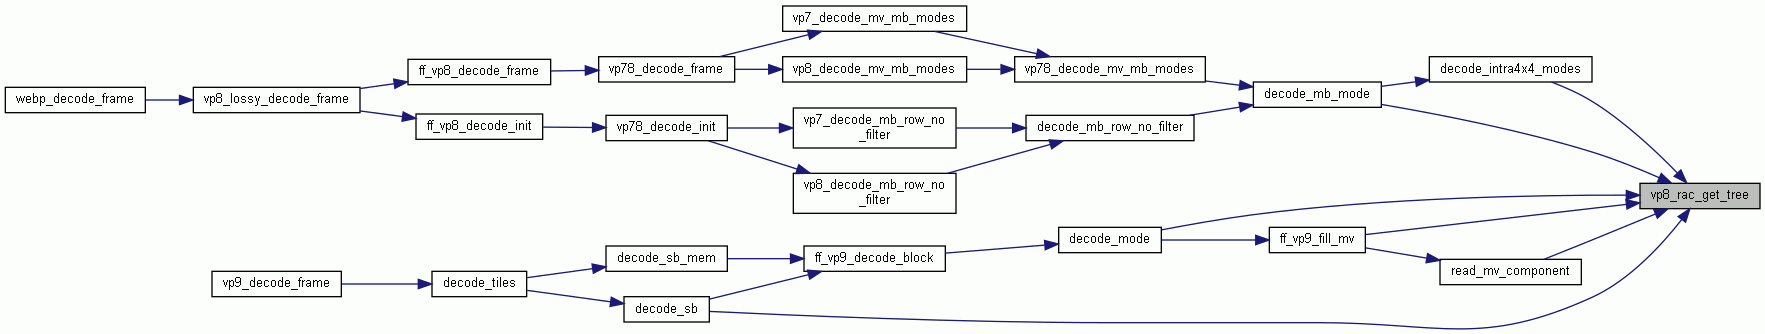 vp7_decode_mv_mb_modes
ff_vp8_decode_frame
vp78_decode_frame
vp8_decode_mv_mb_modes
vp78_decode_mv_mb_modes
decode_intra4x4_modes
webp_decode_frame
vp8_lossy_decode_frame
decode_mb_mode
ff_vp8_decode_init
vp78_decode_init
vp7_decode_mb_row_no
_filter
decode_mb_row_no_filter
vp8_decode_mb_row_no
_filter
vp8_rac_get_tree
decode_mode
ff_vp9_fill_mv
decode_sb_mem
ff_vp9_decode_block
read_mv_component
vp9_decode_frame
decode_tiles
decode_sb